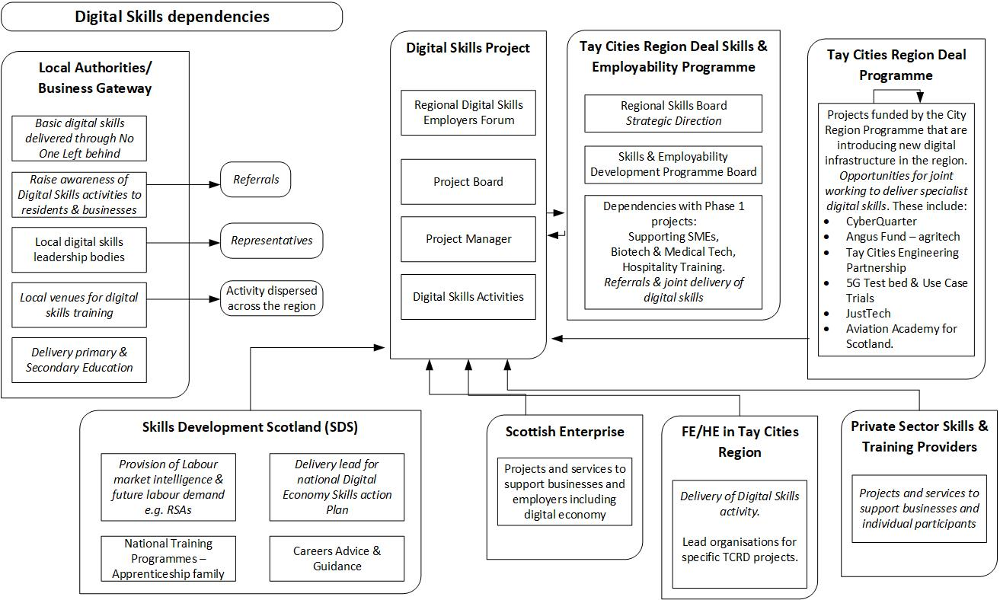 Digital Skills dependencies
Local Authorities/
Business Gateway
Basic digital skills
delivered through No
One Left behind
Raise awareness of
Digital Skills activities to
residents & businesses
Local digital skills
leadership bodies
Local venues for digital
skills training
Delivery primary &
Secondary Education
Referrals
Representatives
Activity dispersed
across the region
Digital Skills Project
Regional Digital Skills
Employers Forum
Project Board
Project Manager
Digital Skills Activities
Tay Cities Region Deal Skills &
Employability Programme
Regional Skills Board
Strategic Direction
Skills & Employability
Development Programme Board
Dependencies with Phase 1
projects:
Supporting SMEs,
Biotech & Medical Tech,
Hospitality Training.
Referrals & joint delivery of
digital skills
Tay Cities Region Deal
Programme
Projects funded by the City
Region Programme that are
introducing new digital
infrastructure in the region.
Opportunities for joint
working to deliver specialist
digital skills. These include:
• CyberQuarter
• Angus Fund – agritech
• Tay Cities Engineering
Partnership
• 5G Test bed & Use Case
Trials
• JustTech
• Aviation Academy for
Scotland.
Skills Development Scotland (SDS)
Provision of Labour
market intelligence &
future labour demand
e.g. RSAs
Delivery lead for
national Digital
Economy Skills action
Plan
National Training
Programmes –
Apprenticeship family
Careers Advice &
Guidance
Scottish Enterprise
Projects and services to
support businesses and
employers including
digital economy
FE/HE in Tay Cities
Region
Delivery of Digital Skills
activity.
Lead organisations for
specific TCRD projects.
Private Sector Skills &
Training Providers
Projects and services to
support businesses and
individual participants